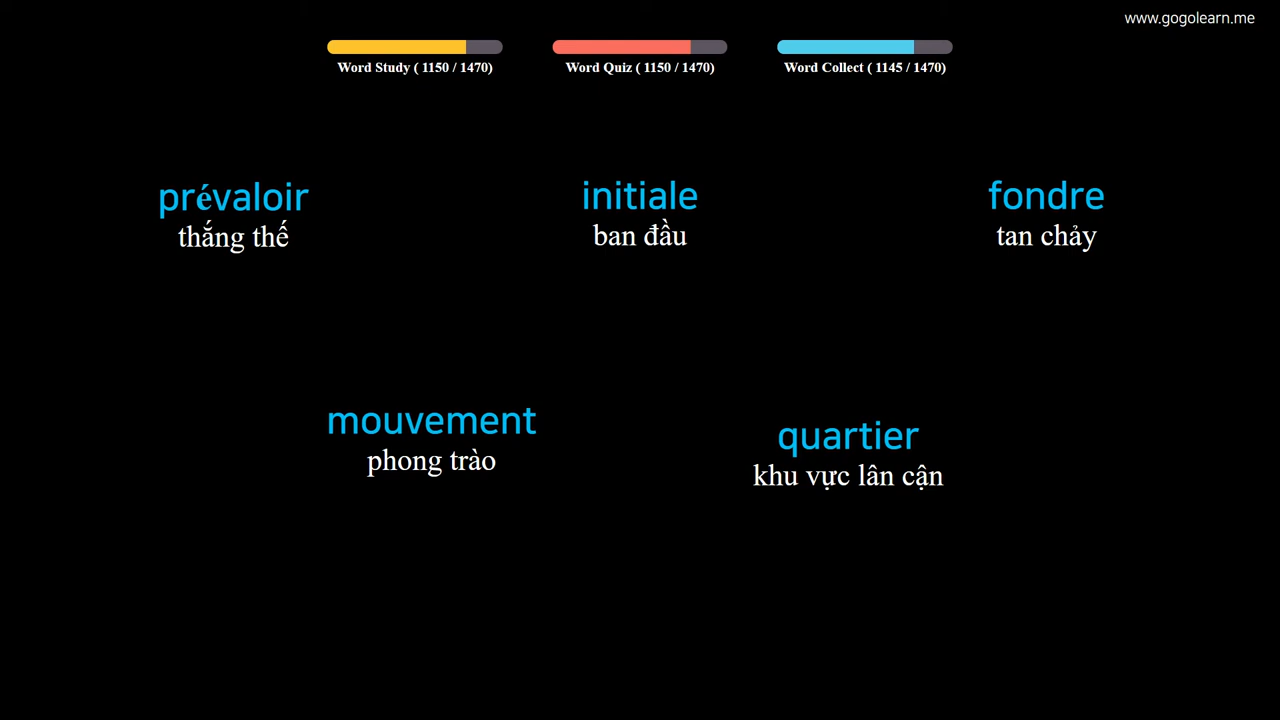 www.gogolearn.me
Word Study ( 1150 / 1470)
Word Quiz ( 1150 / 1470)
Word Collect ( 1145 / 1470)
prévaloir
thắng thế
initiale
ban đầu
fondre
tan chảy
mouvement
phong trào
quartier
khu vực lân cận